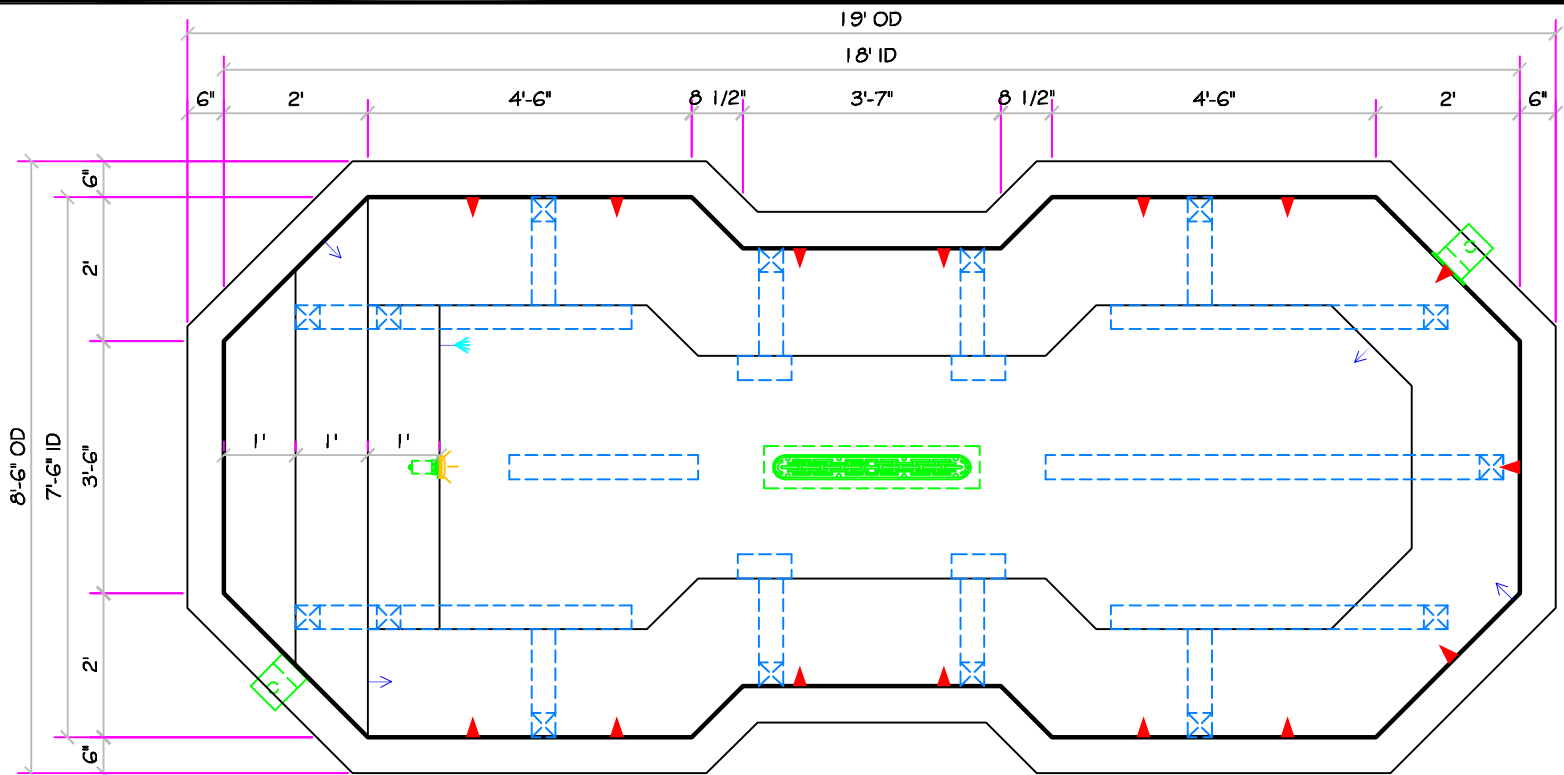 19' OD
18' ID
6" 2' 4'-6" 8 1/2" 3'-7" 8 1/2" 4'-6" 2' 6"
6"
2'
3'-6"
2'
6"
7'-6" ID
8'-6" OD
1' 1' 1'